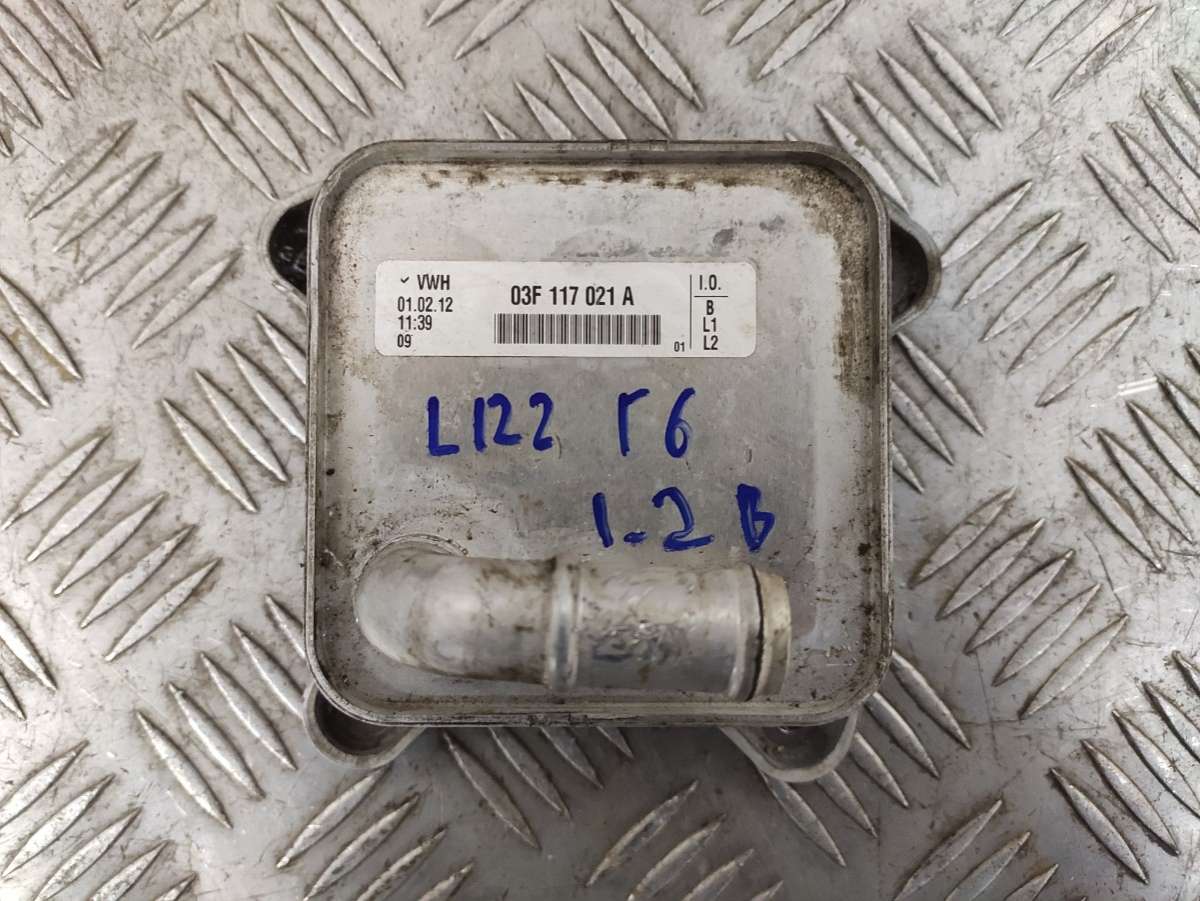 ✓ VWH
01.02.12
11:39
09
03F 117 021 A
01
I.O.
B
L1
L2
L122 Г6
1.2 В